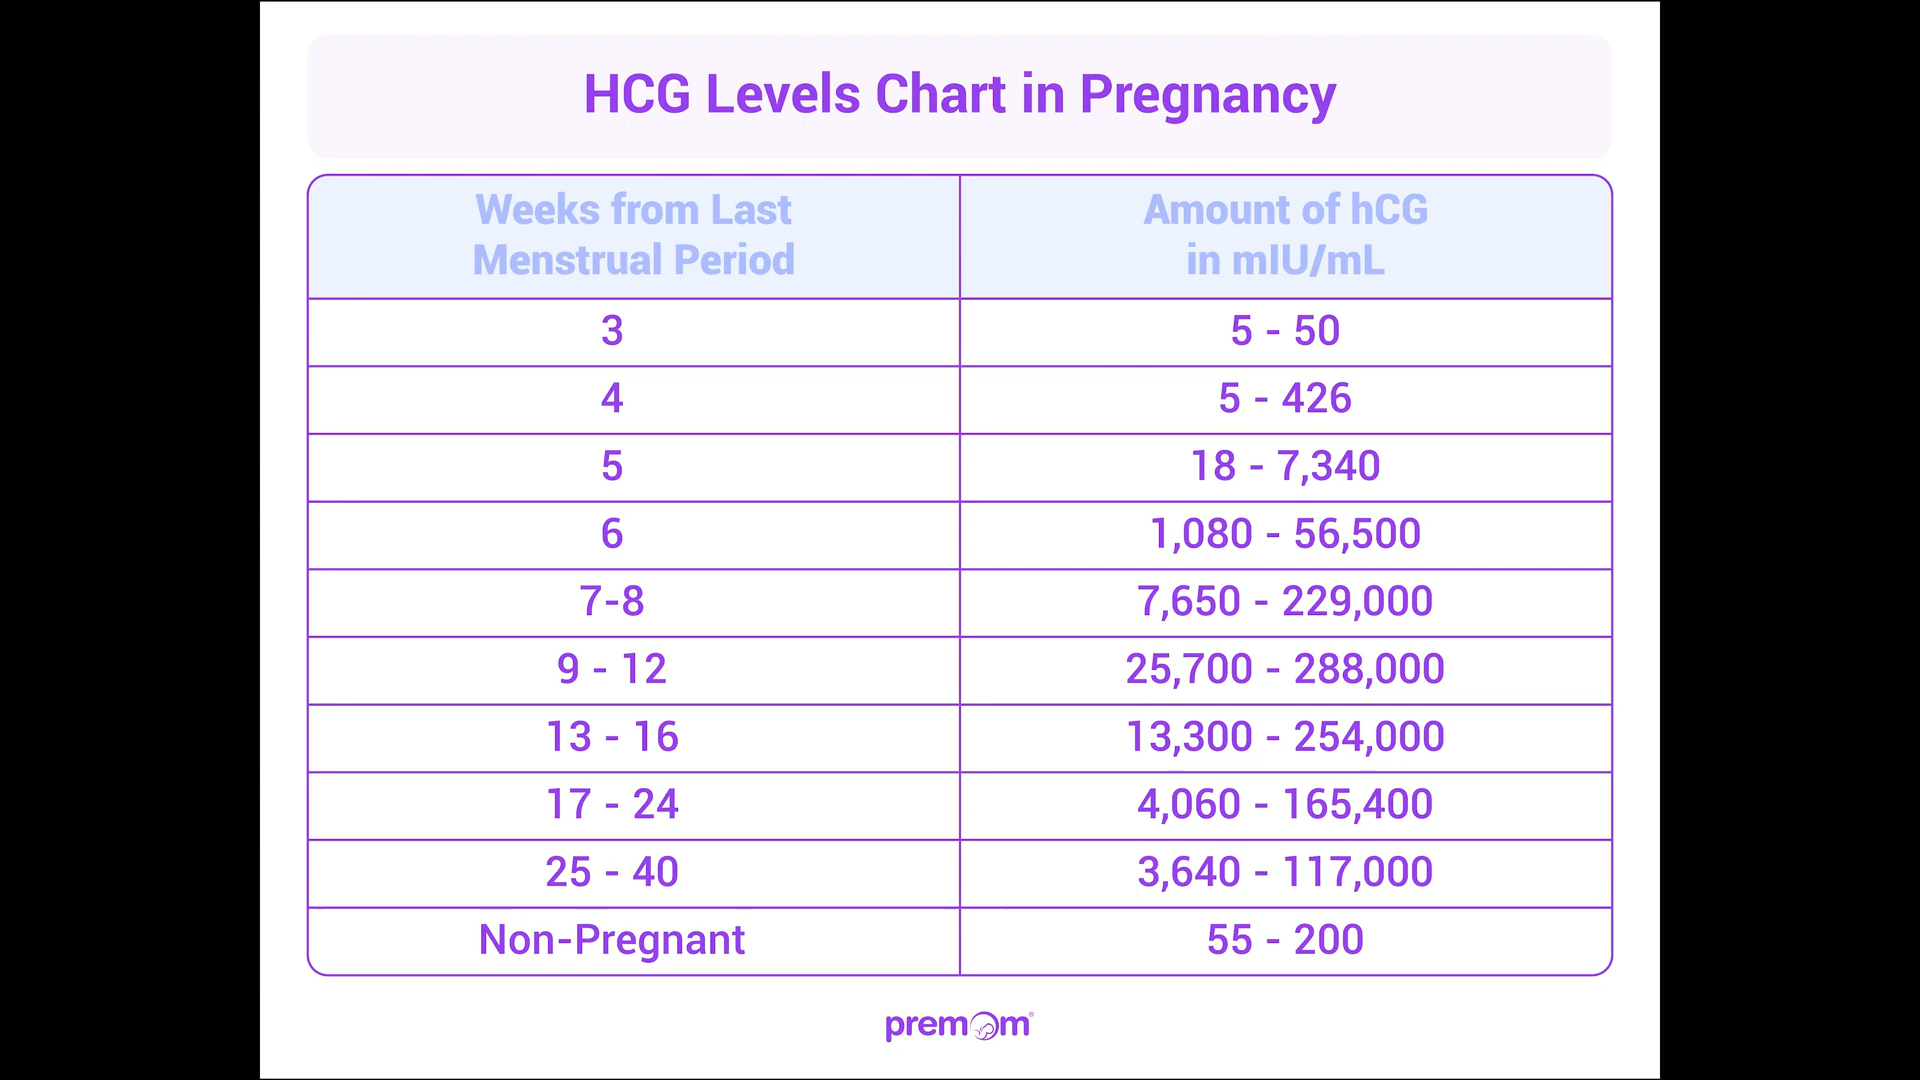 HCG Levels Chart in Pregnancy
Weeks from Last
Menstrual Period
Amount of hCG
in mIU/mL
3 5 - 50
4 5 - 426
5 18 - 7,340
6 1,080 - 56,500
7-8 7,650 - 229,000
9 - 12 25,700 - 288,000
13 - 16 13,300 - 254,000
17 - 24 4,060 - 165,400
25 - 40 3,640 - 117,000
Non-Pregnant 55 - 200
premom®